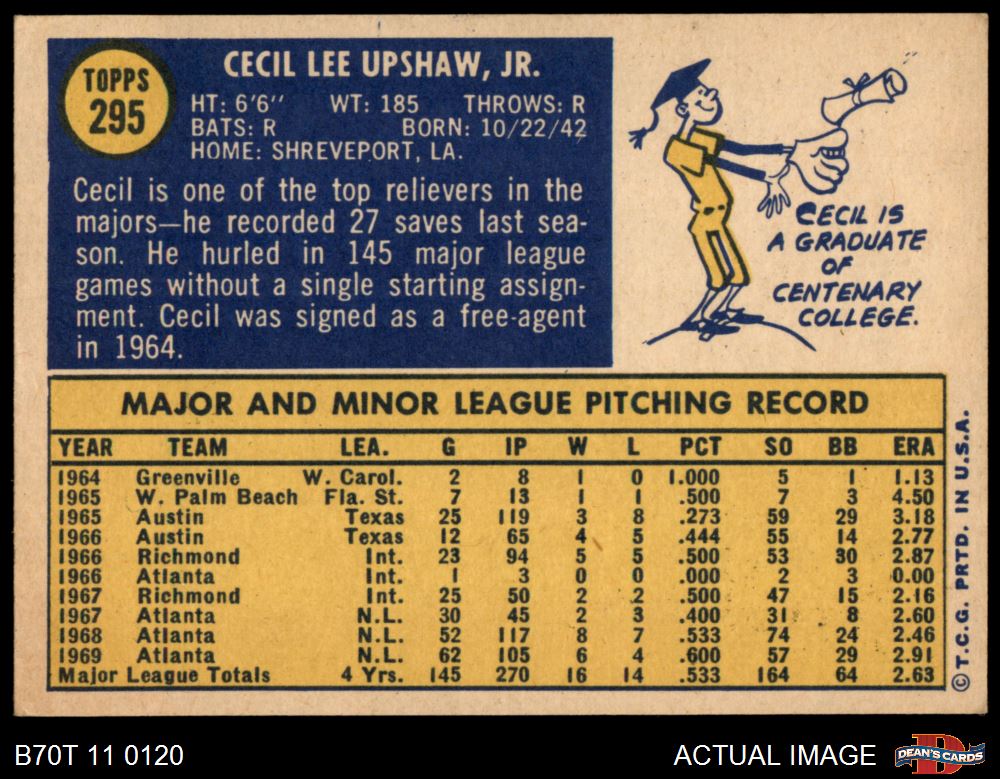 TOPPS
295
CECIL LEE UPSHAW, JR.
HT: 6'6" WT: 185 THROWS: R
BATS: R BORN: 10/22/42
HOME: SHREVEPORT, LA.
Cecil is one of the top relievers in the
majors—he recorded 27 saves last sea-
son. He hurled in 145 major league
games without a single starting assign-
ment. Cecil was signed as a free-agent
in 1964.
CECIL IS
A GRADUATE
OF
CENTENARY
COLLEGE.
MAJOR AND MINOR LEAGUE PITCHING RECORD
YEAR TEAM LEA. G IP W L PCT SO BB ERA
1964 Greenville W. Carol. 2 8 1 0 1.000 5 1 1.13
1965 W. Palm Beach Fla. St. 7 13 1 1 .500 7 3 4.50
1965 Austin Texas 25 119 3 8 .273 59 29 3.18
1966 Austin Texas 12 65 4 5 .444 55 14 2.77
1966 Richmond Int. 23 94 5 5 .500 53 30 2.87
1966 Atlanta Int. 1 3 0 0 .000 2 3 0.00
1967 Richmond Int. 25 50 2 2 .500 47 15 2.16
1967 Atlanta N.L. 30 45 2 3 .400 31 8 2.60
1968 Atlanta N.L. 52 117 8 7 .533 74 24 2.46
1969 Atlanta N.L. 62 105 6 4 .600 57 29 2.91
Major League Totals 4 Yrs. 145 270 16 14 .533 164 64 2.63
© T.C.G. PRTD. IN U.S.A.
B70T 11 0120
ACTUAL IMAGE
D
DEAN'S CARDS